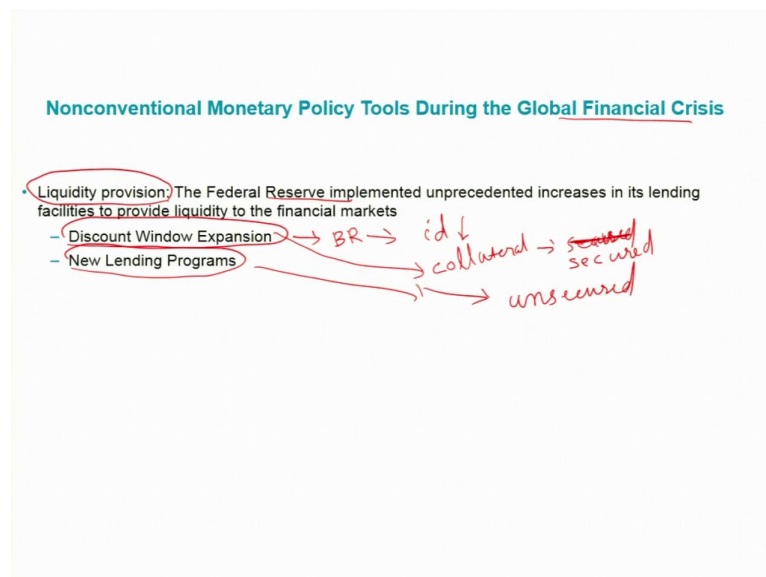 Nonconventional Monetary Policy Tools During the Global Financial Crisis
• Liquidity provision: The Federal Reserve implemented unprecedented increases in its lending
facilities to provide liquidity to the financial markets
– Discount Window Expansion → BR → id ↓
collateral → secured
– New Lending Programs
unsecured